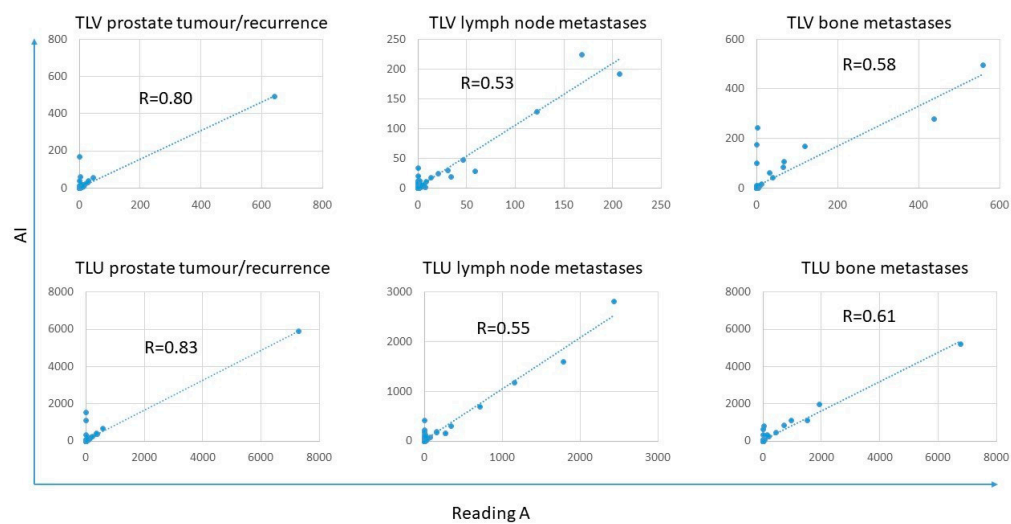 TLV prostate tumour/recurrence
800
600
400
200
0
0 200 400 600 800
R=0.80
TLV lymph node metastases
250
200
150
100
50
0
0 50 100 150 200 250
R=0.53
TLV bone metastases
600
400
200
0
0 200 400 600
R=0.58
AI
TLU prostate tumour/recurrence
8000
6000
4000
2000
0
0 2000 4000 6000 8000
R=0.83
TLU lymph node metastases
3000
2000
1000
0
0 1000 2000 3000
R=0.55
TLU bone metastases
8000
6000
4000
2000
0
0 2000 4000 6000 8000
R=0.61
Reading A